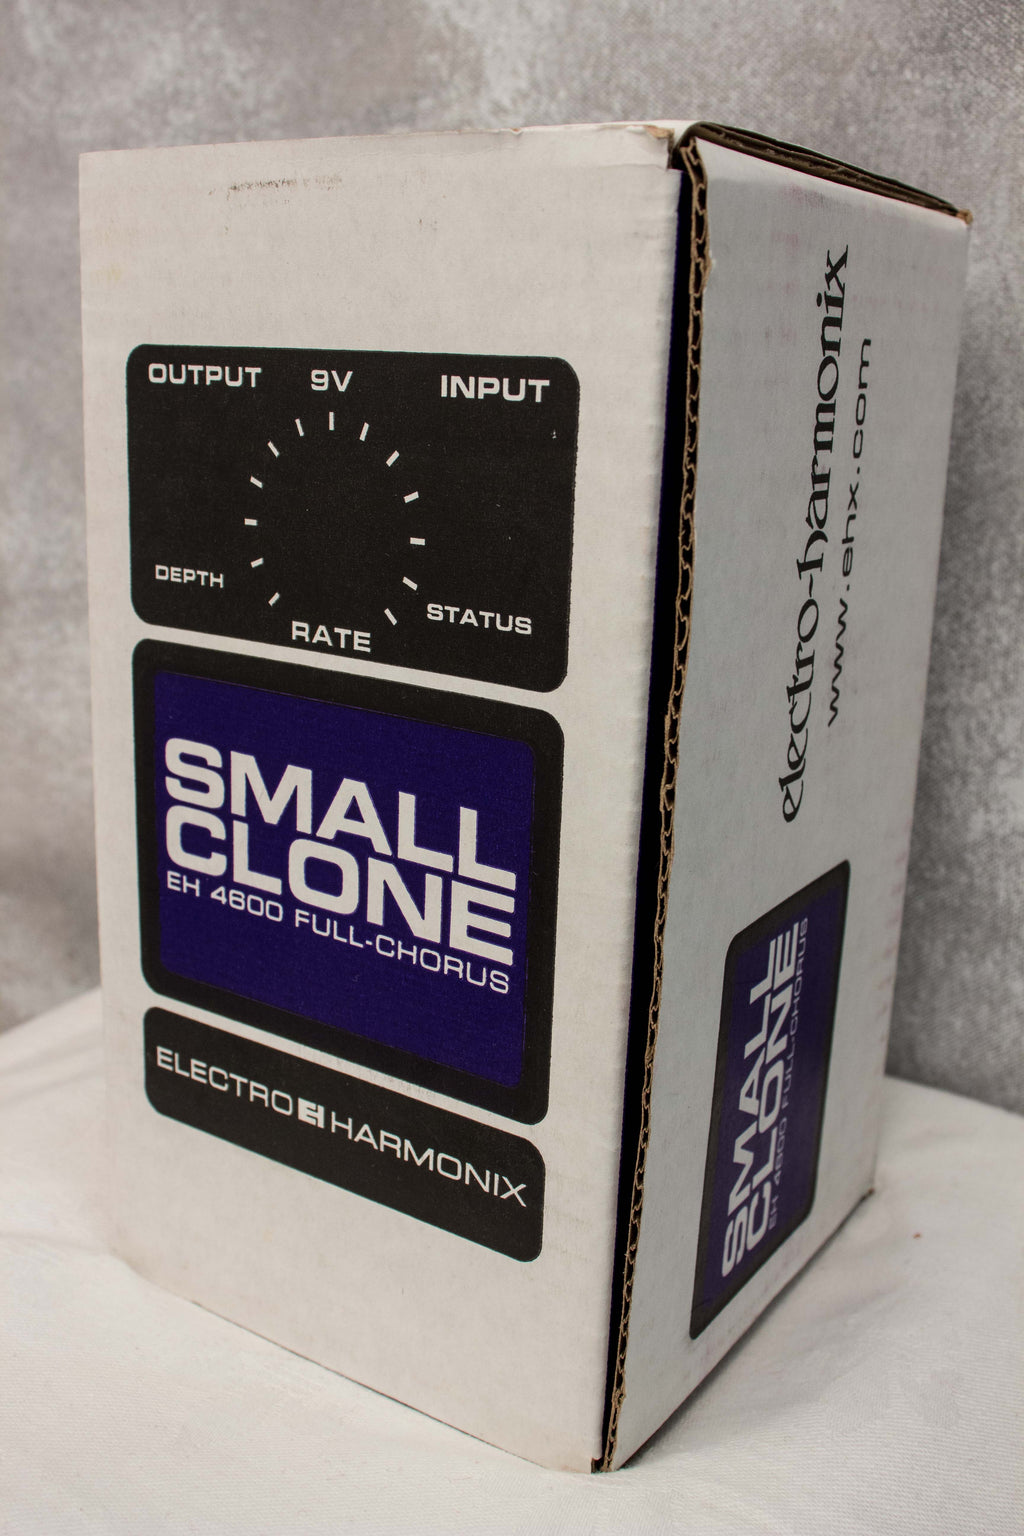 OUTPUT 9V INPUT
DEPTH
STATUS
RATE
SMALL
CLONE
EH 4600 FULL-CHORUS
ELECTRO EH HARMONIX
electro-harmonix
www.ehx.com
SMALL
CLONE
EH 4600 FULL-CHORUS